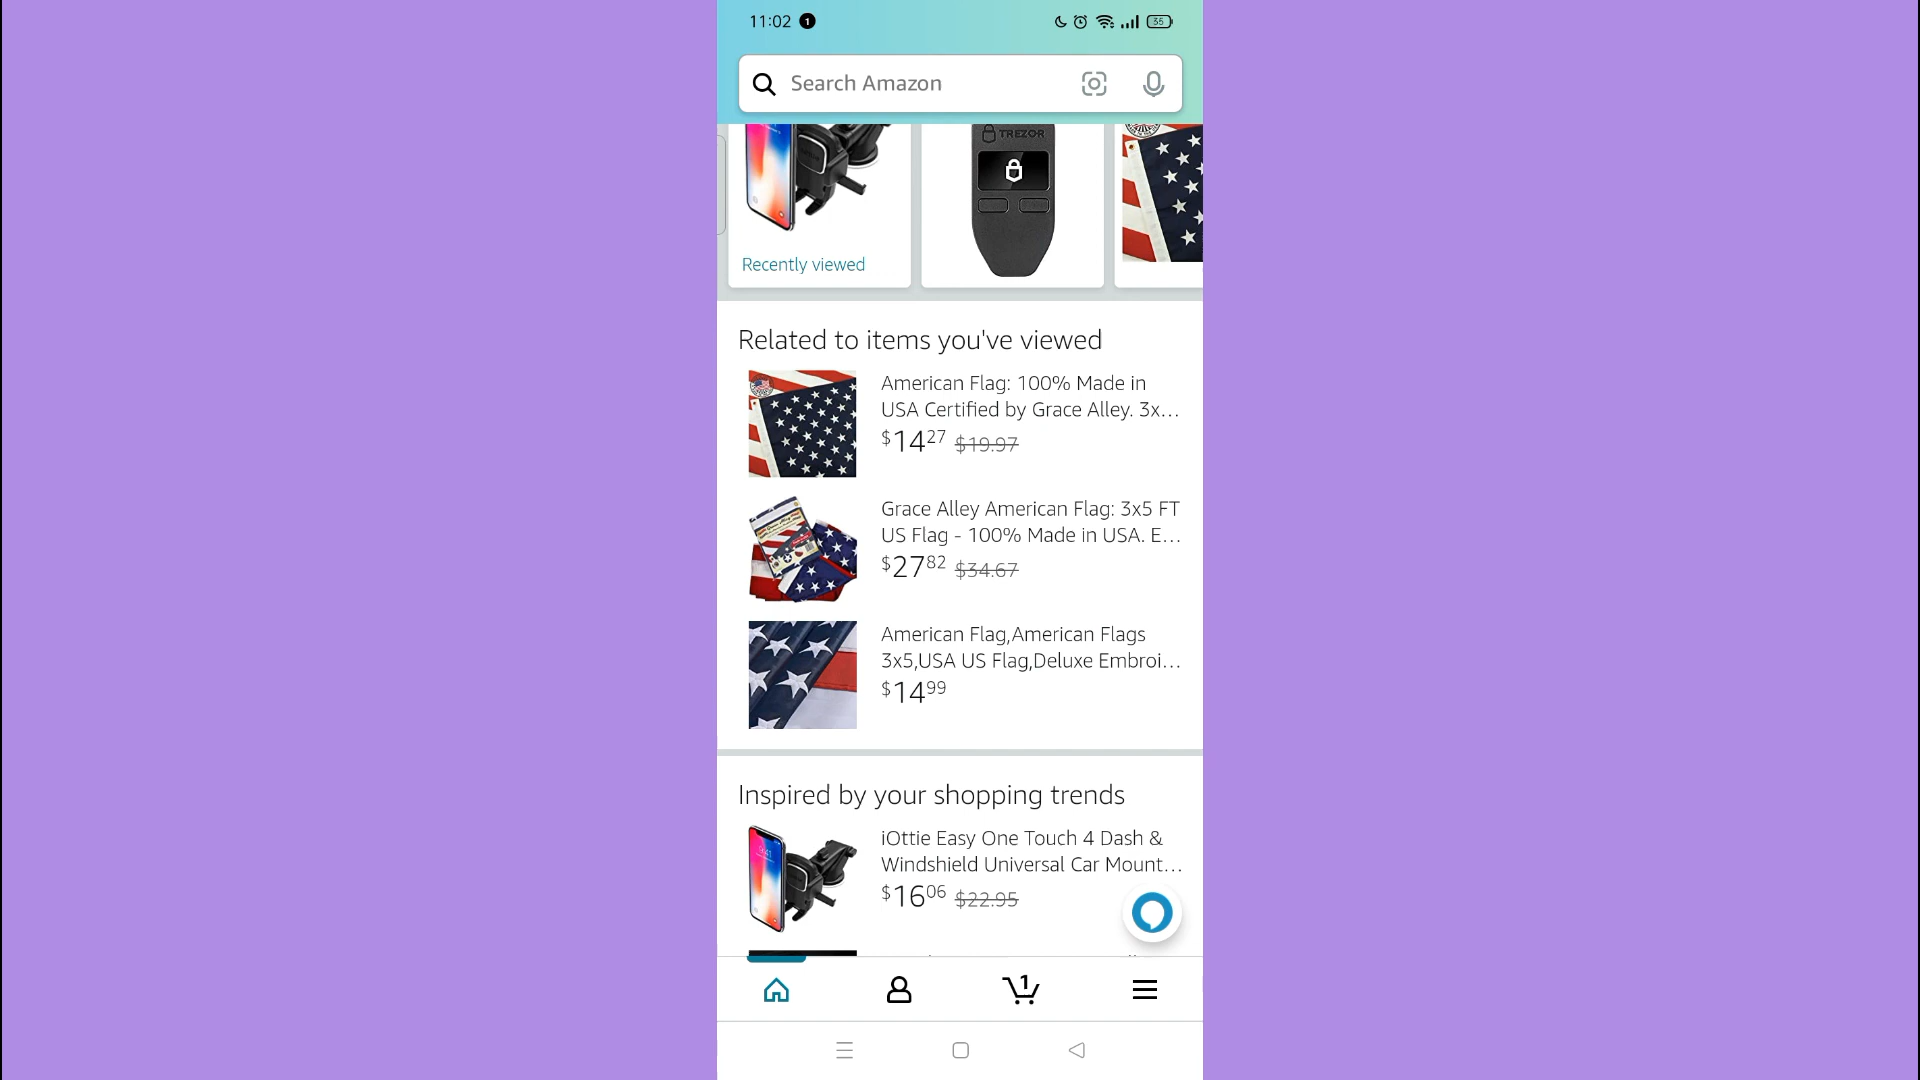 11:02 1
35
Search Amazon
TREZOR
Recently viewed
Related to items you've viewed
American Flag: 100% Made in
USA Certified by Grace Alley. 3x...
$14 27 $19.97
Grace Alley American Flag: 3x5 FT
US Flag - 100% Made in USA. E...
$27 82 $34.67
American Flag,American Flags
3x5,USA US Flag,Deluxe Embroi...
$14 99
Inspired by your shopping trends
iOttie Easy One Touch 4 Dash &
Windshield Universal Car Mount...
$16 06 $22.95
1